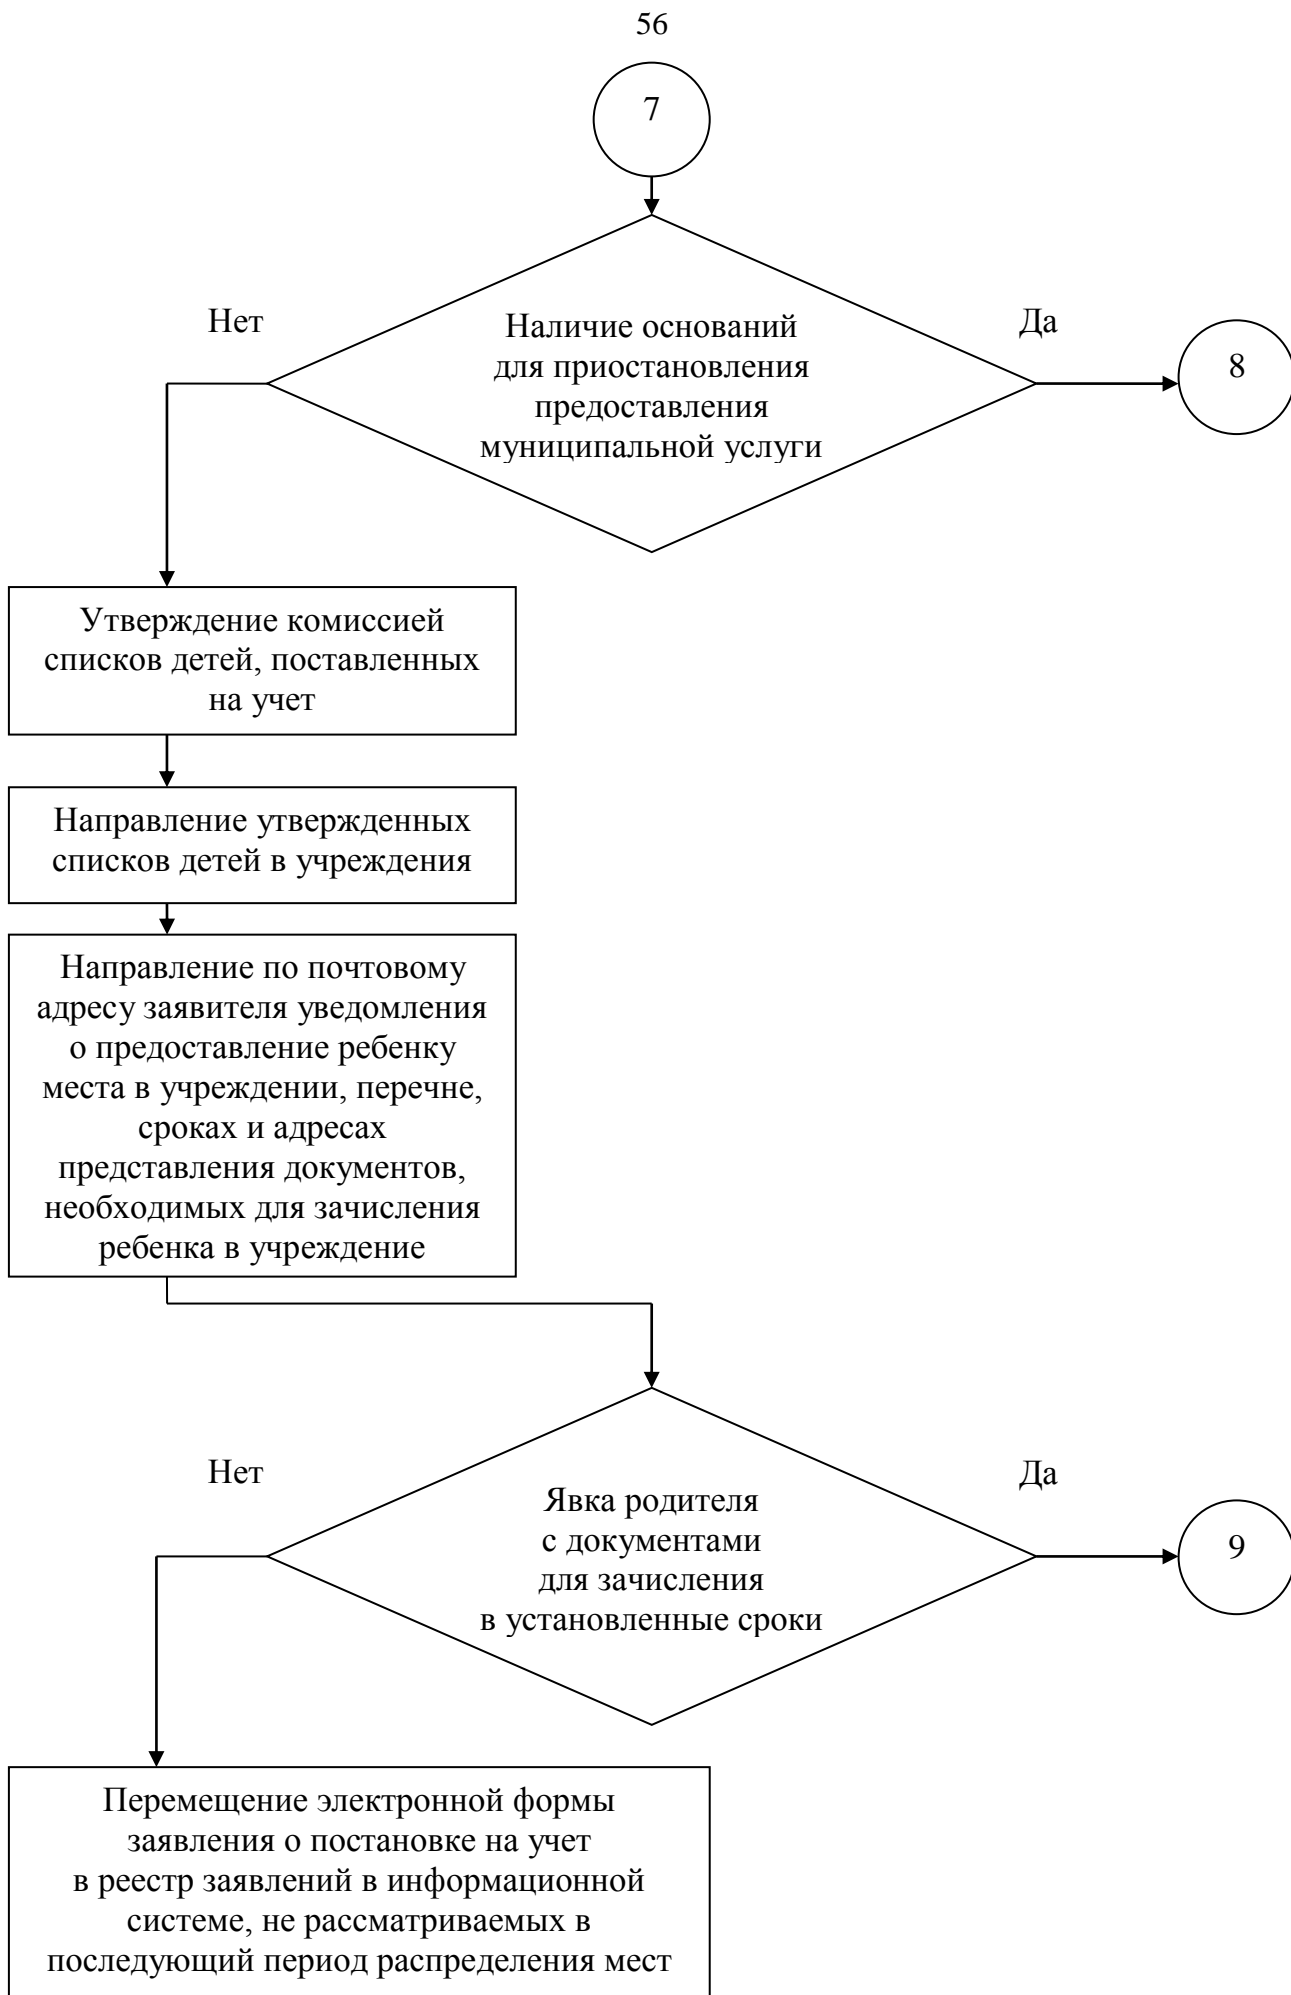 56
7
Нет
Да
Наличие оснований
для приостановления
предоставления
муниципальной услуги
8
Утверждение комиссией
списков детей, поставленных
на учет
Направление утвержденных
списков детей в учреждения
Направление по почтовому
адресу заявителя уведомления
о предоставление ребенку
места в учреждении, перечне,
сроках и адресах
представления документов,
необходимых для зачисления
ребенка в учреждение
Нет
Да
Явка родителя
с документами
для зачисления
в установленные сроки
9
Перемещение электронной формы
заявления о постановке на учет
в реестр заявлений в информационной
системе, не рассматриваемых в
последующий период распределения мест